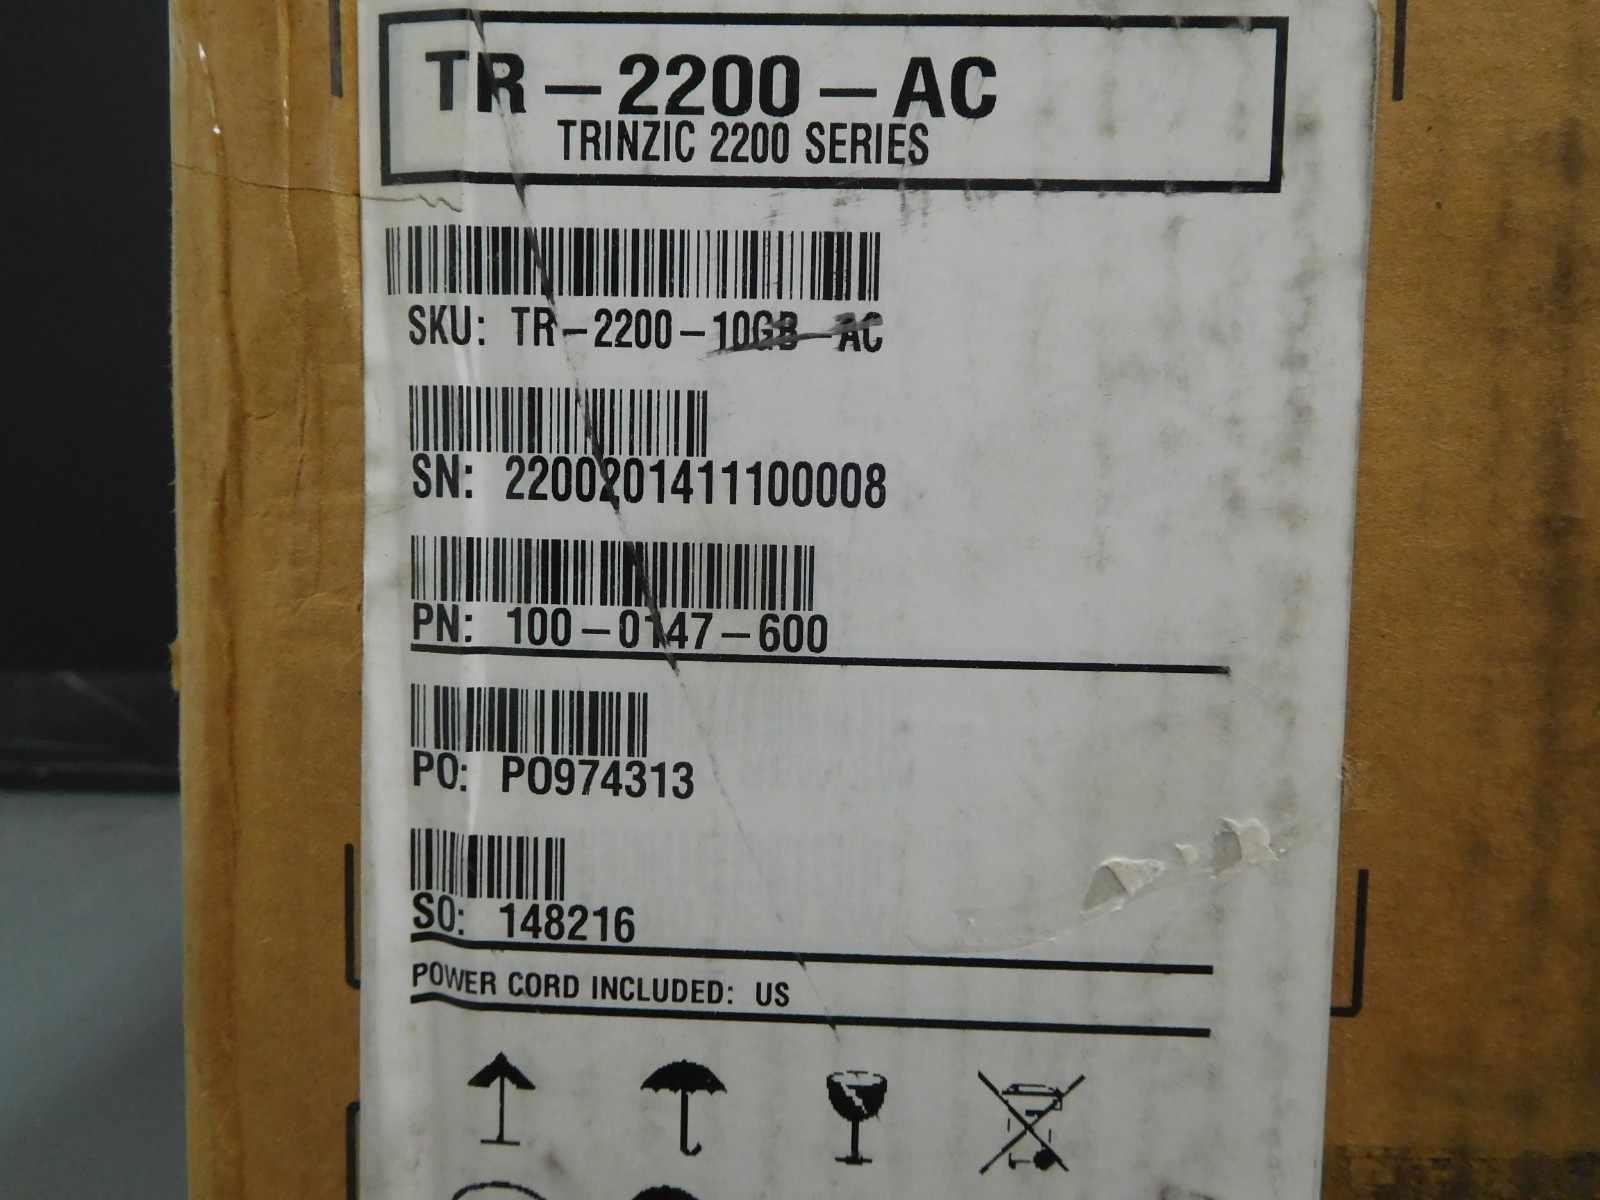 TR-2200-AC
TRINZIC 2200 SERIES
SKU: TR-2200-10GB-AC
SN: 2200201411100008
PN: 100-0147-600
PO: PO974313
SO: 148216
POWER CORD INCLUDED: US